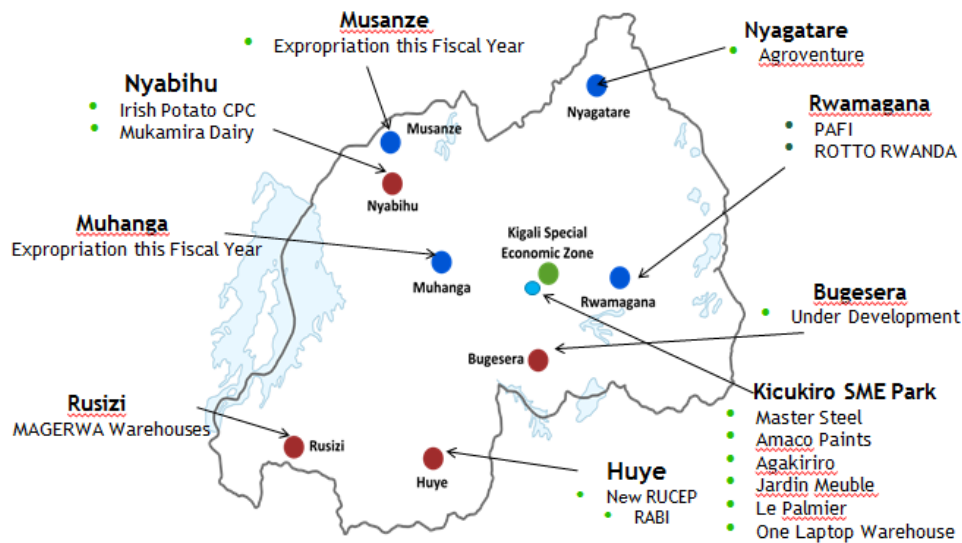 Musanze
Expropriation this Fiscal Year
Nyagatare
Agroventure
Nyabihu
Irish Potato CPC
Mukamira Dairy
Rwamagana
PAFI
ROTTO RWANDA
Muhanga
Expropriation this Fiscal Year
Bugesera
Under Development
Rusizi
MAGERWA Warehouses
Huye
New RUCEP
RABI
Kicukiro SME Park
Master Steel
Amaco Paints
Agakiriro
Jardin Meuble
Le Palmier
One Laptop Warehouse
Nyagatare
Musanze
Nyabihu
Kigali Special
Economic Zone
Muhanga
Rwamagana
Bugesera
Rusizi
Huye